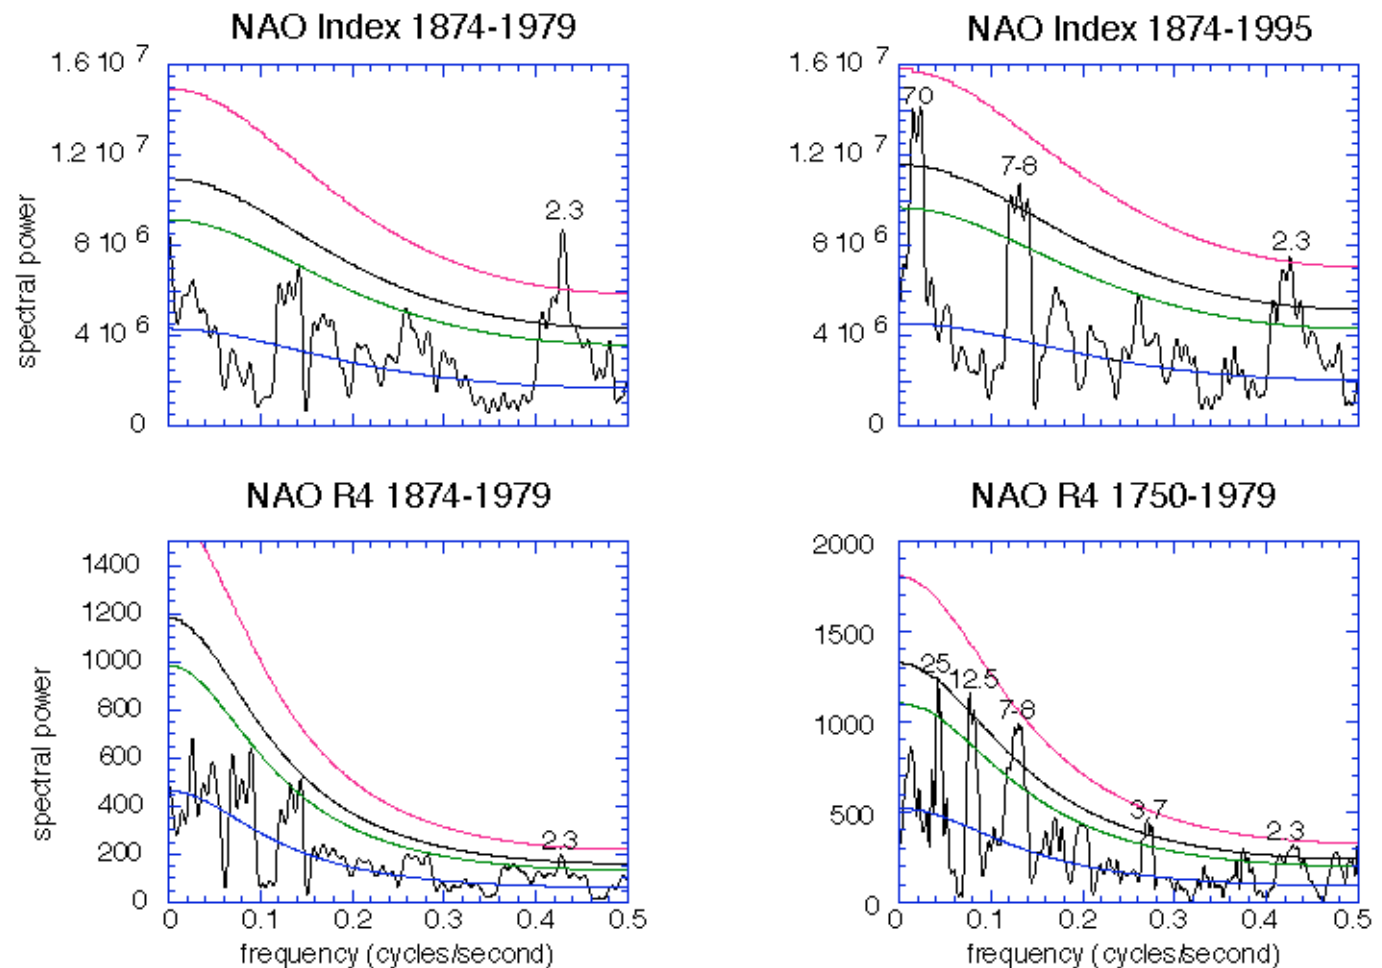 NAO Index 1874-1979
NAO Index 1874-1995
1.6 10 7
1.2 10 7
8 10 6
4 10 6
0
spectral power
2.3
1.6 10 7
1.2 10 7
8 10 6
4 10 6
0
70
7-8
2.3
NAO R4 1874-1979
NAO R4 1750-1979
1400
1200
1000
800
600
400
200
0
spectral power
2.3
0 0.1 0.2 0.3 0.4 0.5
frequency (cycles/second)
2000
1500
1000
500
0
25
12.5
7-8
3.7
2.3
0 0.1 0.2 0.3 0.4 0.5
frequency (cycles/second)